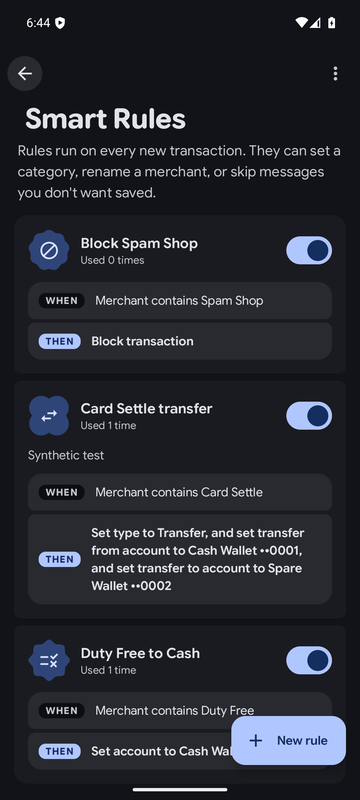 6:44
Smart Rules
Rules run on every new transaction. They can set a
category, rename a merchant, or skip messages
you don't want saved.
Block Spam Shop
Used 0 times
WHEN Merchant contains Spam Shop
THEN Block transaction
Card Settle transfer
Used 1 time
Synthetic test
WHEN Merchant contains Card Settle
THEN Set type to Transfer, and set transfer
from account to Cash Wallet ••0001,
and set transfer to account to Spare
Wallet ••0002
Duty Free to Cash
Used 1 time
WHEN Merchant contains Duty Free
THEN Set account to Cash Wal
New rule